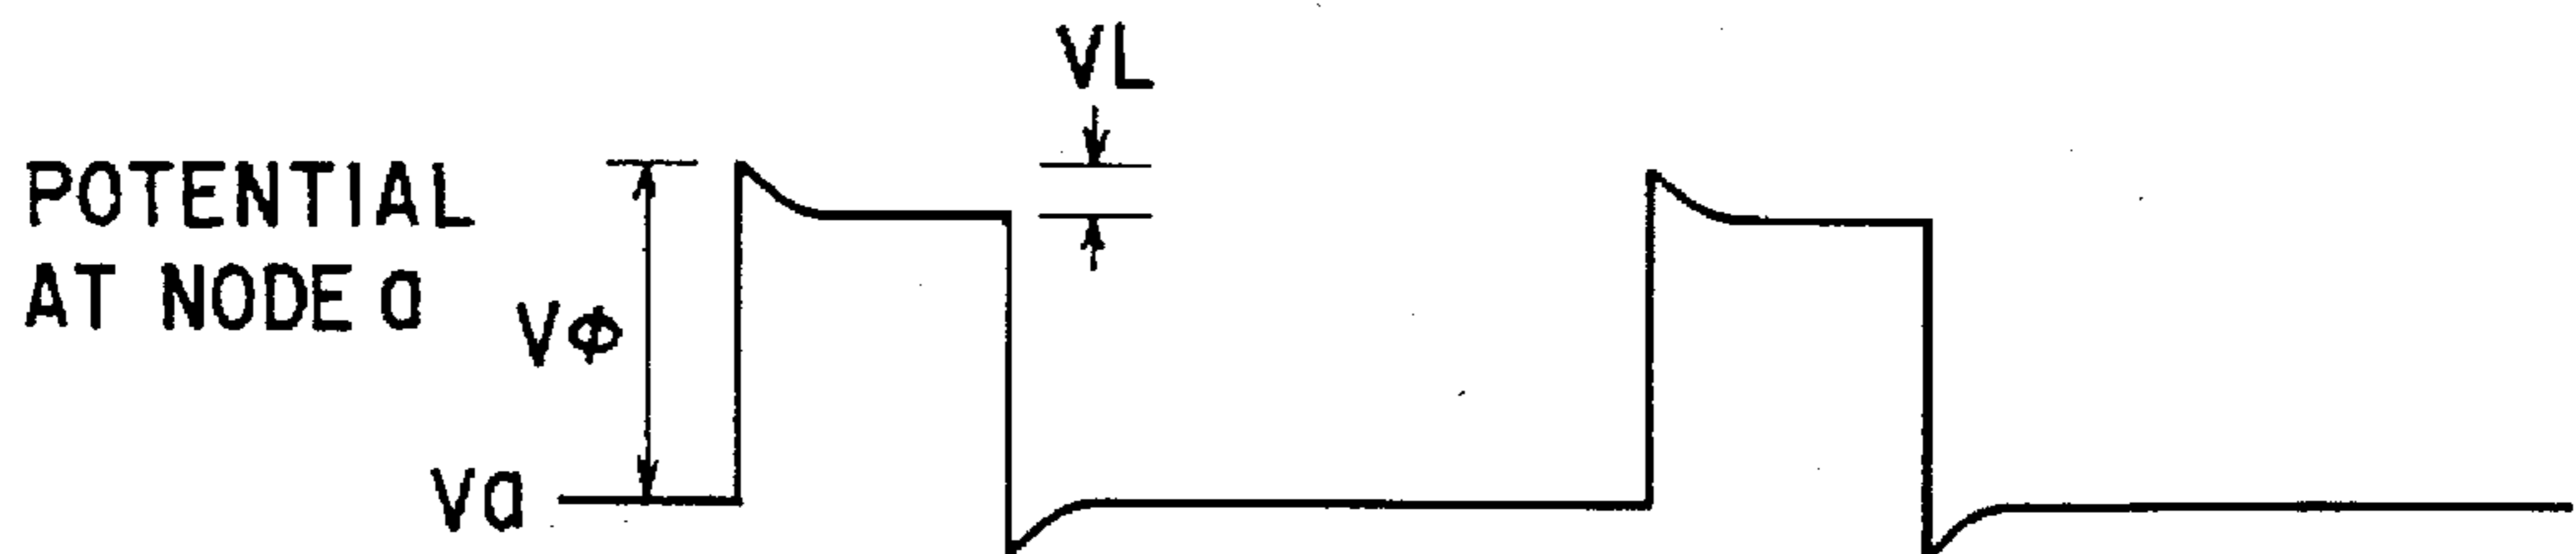 VL
POTENTIAL
AT NODE a
Vϕ
Va